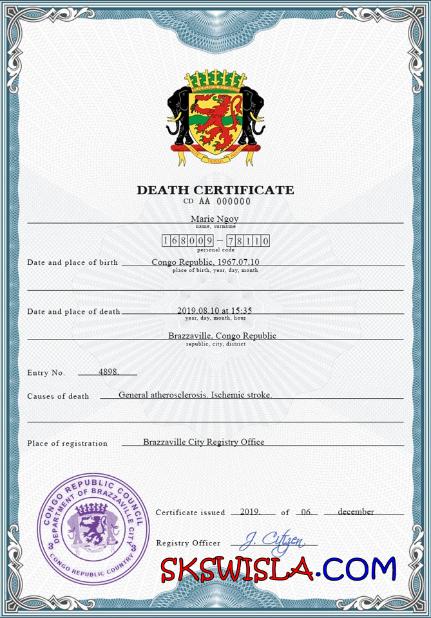 DEATH CERTIFICATE
CD AA 000000
Marie Ngoy
name, surname
168009-78110
personal code
Date and place of birth Congo Republic, 1967.07.10
place of birth, year, day, month
Date and place of death 2019.08.10 at 15:35
year, day, month, hour
Brazzaville, Congo Republic
republic, city, district
Entry No. 4898.
Causes of death General atherosclerosis. Ischemic stroke.
Place of registration Brazzaville City Registry Office
CONGO REPUBLIC COUNCIL
DEPARTMENT OF BRAZZAVILLE CITY
CONGO REPUBLIC COUNTRY
Certificate issued 2019. of 06 december
Registry Officer J. Citizen
SKSWISLA.COM